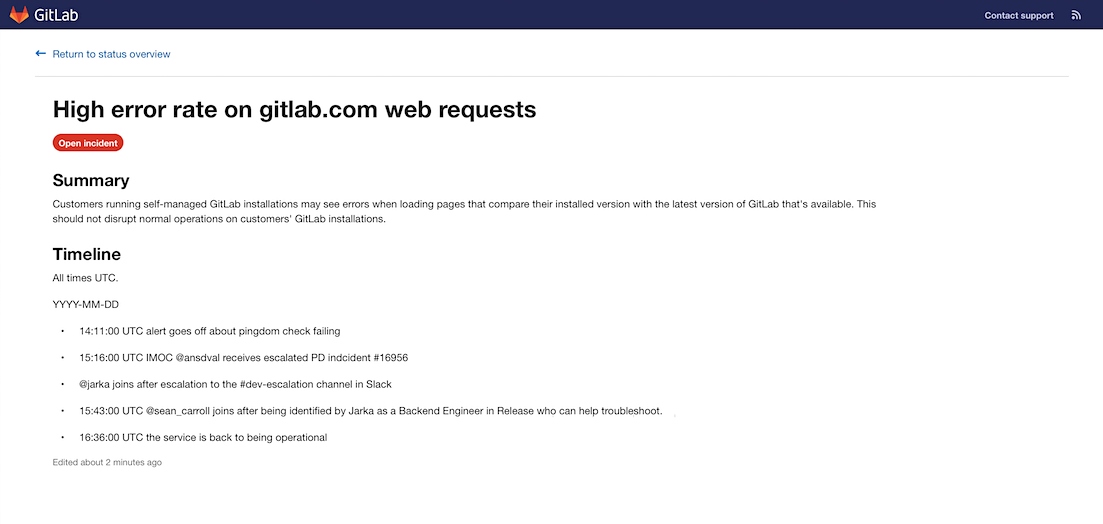 GitLab
Contact support
Return to status overview
High error rate on gitlab.com web requests
Open incident
Summary
Customers running self-managed GitLab installations may see errors when loading pages that compare their installed version with the latest version of GitLab that's available. This
should not disrupt normal operations on customers' GitLab installations.
Timeline
All times UTC.
YYYY-MM-DD
• 14:11:00 UTC alert goes off about pingdom check failing
• 15:16:00 UTC IMOC @ansdval receives escalated PD indcident #16956
• @jarka joins after escalation to the #dev-escalation channel in Slack
• 15:43:00 UTC @sean_carroll joins after being identified by Jarka as a Backend Engineer in Release who can help troubleshoot.
• 16:36:00 UTC the service is back to being operational
Edited about 2 minutes ago